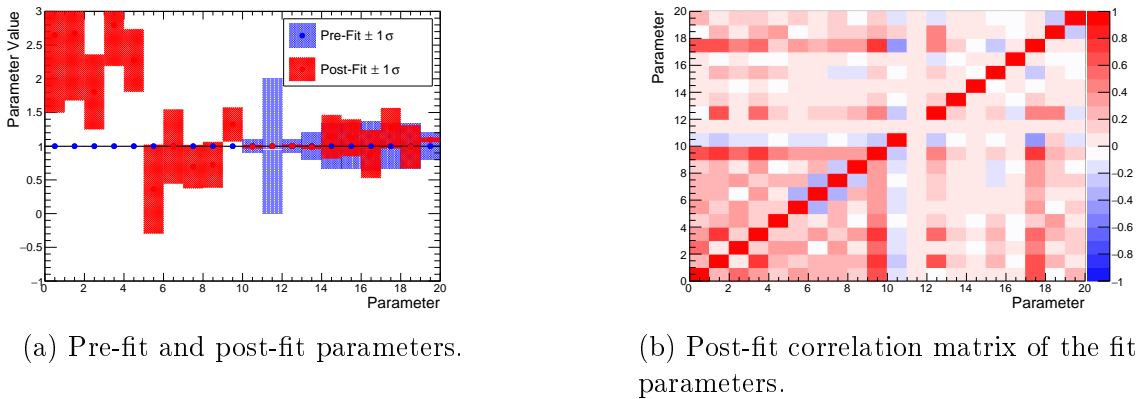 Parameter Value
3
2.5
2
1.5
1
0.5
0
−0.5
−1
Pre-Fit ± 1σ
Post-Fit ± 1σ
0 2 4 6 8 10 12 14 16 18 20
Parameter
(a) Pre-fit and post-fit parameters.
Parameter
20
18
16
14
12
10
8
6
4
2
0
0 2 4 6 8 10 12 14 16 18 20
Parameter
1
0.8
0.6
0.4
0.2
0
−0.2
−0.4
−0.6
−0.8
−1
(b) Post-fit correlation matrix of the fit
parameters.